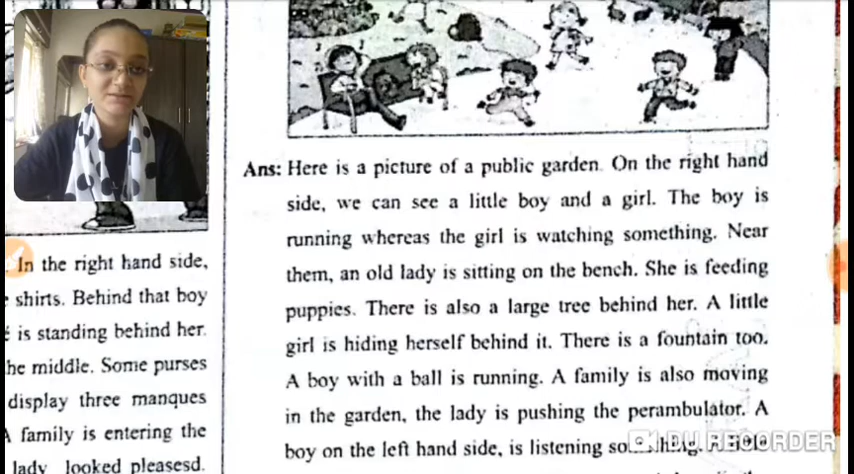 In the right hand side,
shirts. Behind that boy
is standing behind her.
he middle. Some purses
display three manques
family is entering the
lady looked pleasesd.
Ans: Here is a picture of a public garden. On the right hand
side, we can see a little boy and a girl. The boy is
running whereas the girl is watching something. Near
them, an old lady is sitting on the bench. She is feeding
puppies. There is also a large tree behind her. A little
girl is hiding herself behind it. There is a fountain too.
A boy with a ball is running. A family is also moving
in the garden, the lady is pushing the perambulator. A
boy on the left hand side, is listening
DU RECORDER